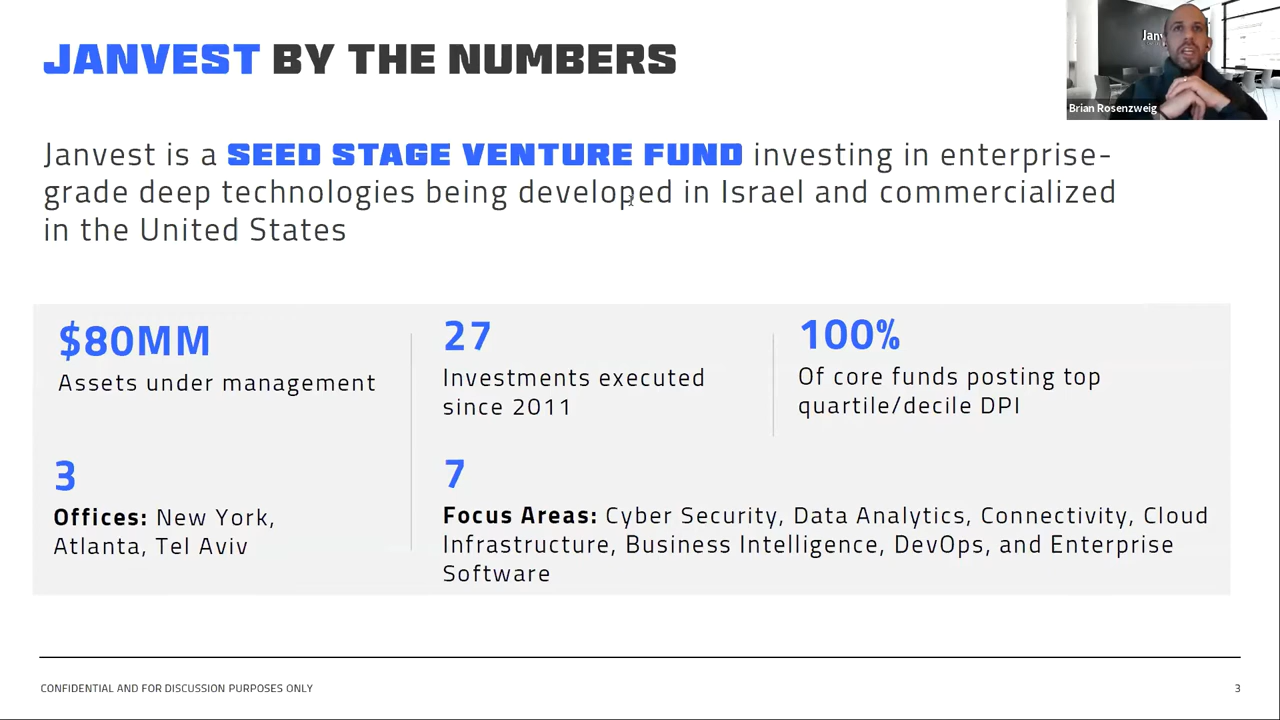 JANVEST BY THE NUMBERS
Brian Rosenzweig
Janvest is a SEED STAGE VENTURE FUND investing in enterprise-
grade deep technologies being developed in Israel and commercialized
in the United States
$80MM
Assets under management
27
Investments executed
since 2011
100%
Of core funds posting top
quartile/decile DPI
3
Offices: New York,
Atlanta, Tel Aviv
7
Focus Areas: Cyber Security, Data Analytics, Connectivity, Cloud
Infrastructure, Business Intelligence, DevOps, and Enterprise
Software
CONFIDENTIAL AND FOR DISCUSSION PURPOSES ONLY
3